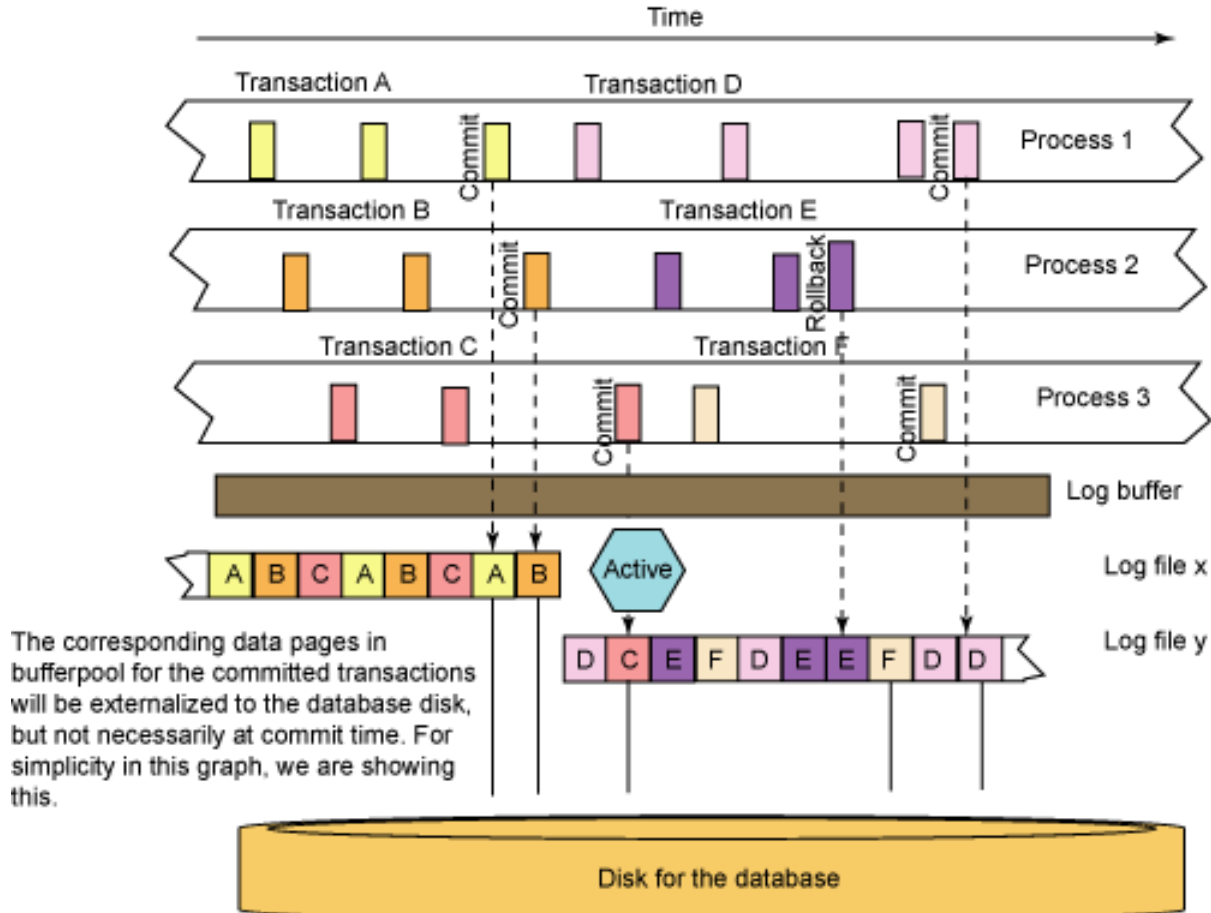 Time
Transaction A
Transaction D
Commit
Commit
Process 1
Transaction B
Transaction E
Commit
Rollback
Process 2
Transaction C
Transaction F
Commit
Commit
Process 3
Log buffer
A B C A B C A B
Active
Log file x
The corresponding data pages in
bufferpool for the committed transactions
will be externalized to the database disk,
but not necessarily at commit time. For
simplicity in this graph, we are showing
this.
D C E F D E E F D D
Log file y
Disk for the database